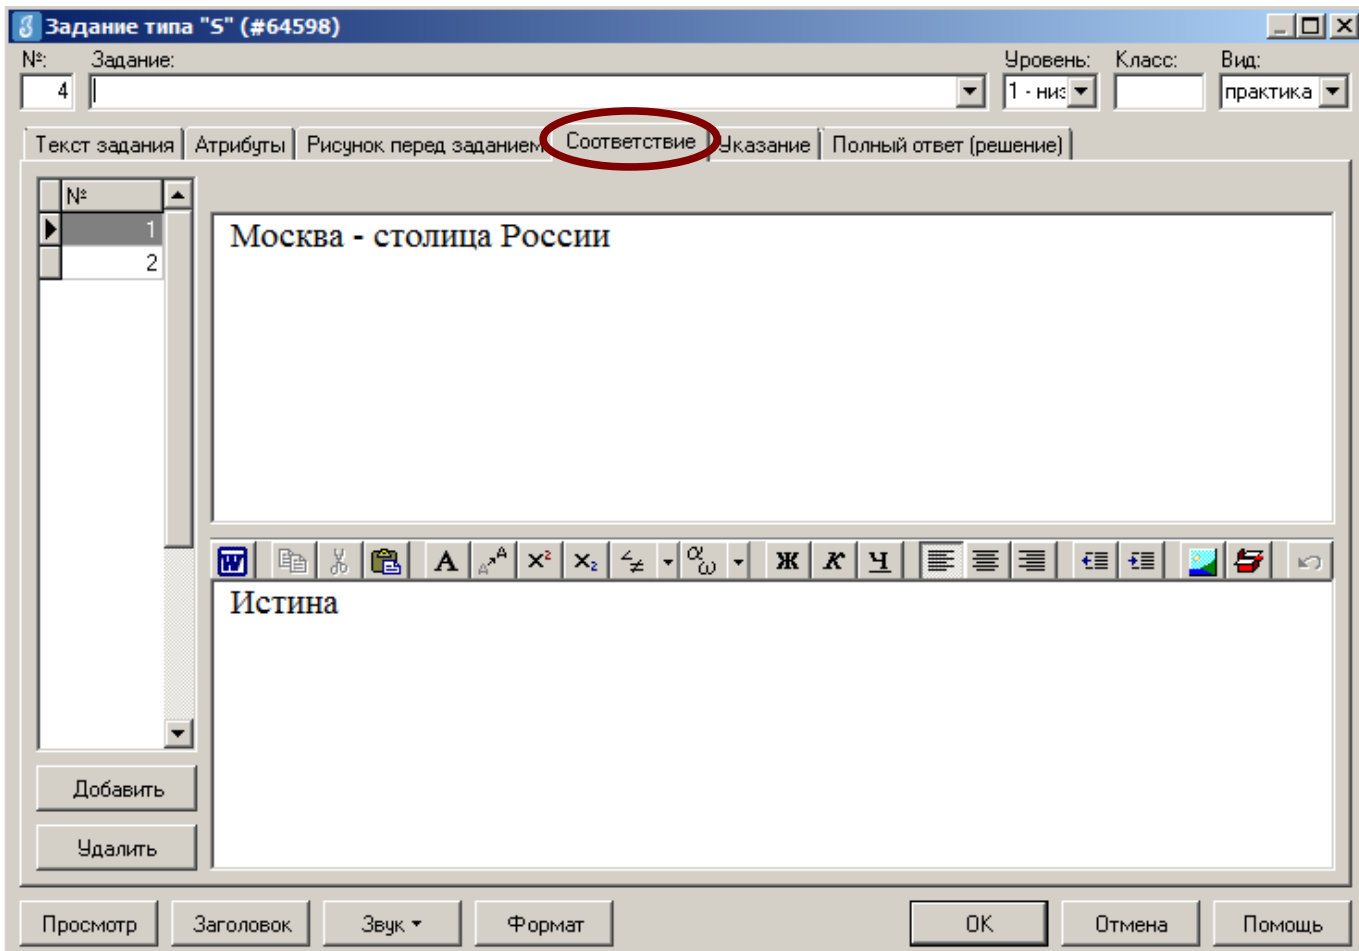 Задание типа "S" (#64598)
№: Задание: Уровень: Класс: Вид:
4 1 - низ практика
Текст задания Атрибуты Рисунок перед заданием Соответствие Указание Полный ответ (решение)
№
1
2
Москва - столица России
Ж К Ч
Истина
Добавить
Удалить
Просмотр Заголовок Звук Формат OK Отмена Помощь